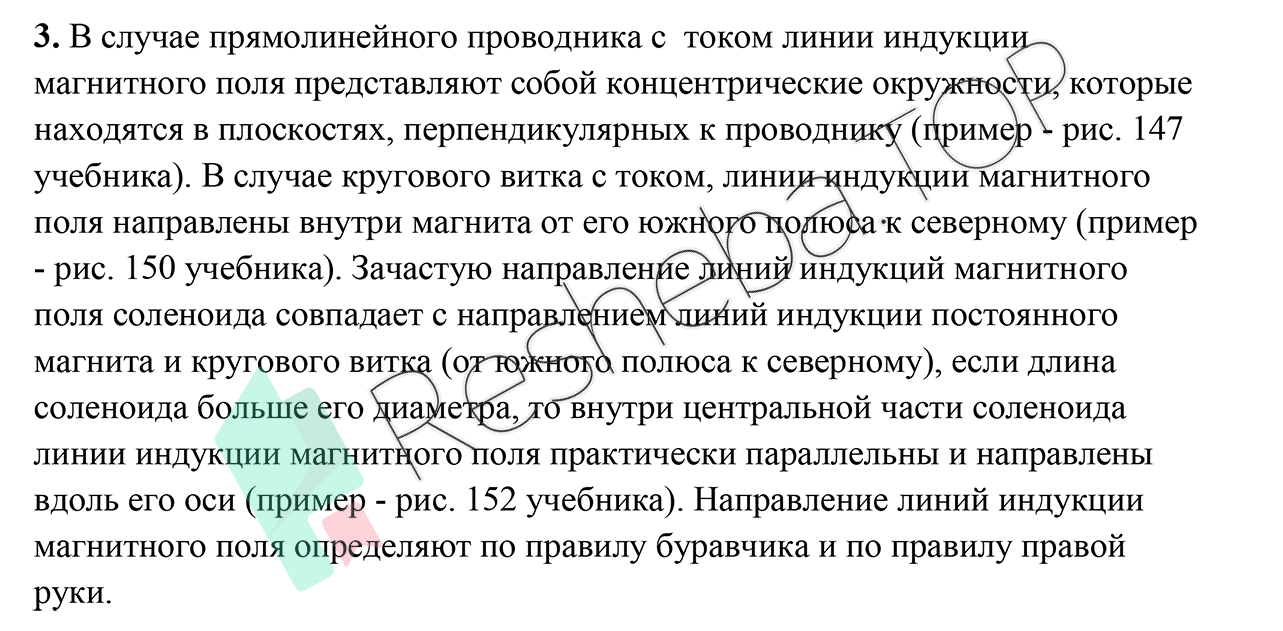 3. В случае прямолинейного проводника с  током линии индукции
магнитного поля представляют собой концентрические окружности, которые
находятся в плоскостях, перпендикулярных к проводнику (пример - рис. 147
учебника). В случае кругового витка с током, линии индукции магнитного
поля направлены внутри магнита от его южного полюса к северному (пример
- рис. 150 учебника). Зачастую направление линий индукций магнитного
поля соленоида совпадает с направлением линий индукции постоянного
магнита и кругового витка (от южного полюса к северному), если длина
соленоида больше его диаметра, то внутри центральной части соленоида
линии индукции магнитного поля практически параллельны и направлены
вдоль его оси (пример - рис. 152 учебника). Направление линий индукции
магнитного поля определяют по правилу буравчика и по правилу правой
руки.
Resheba.TOP